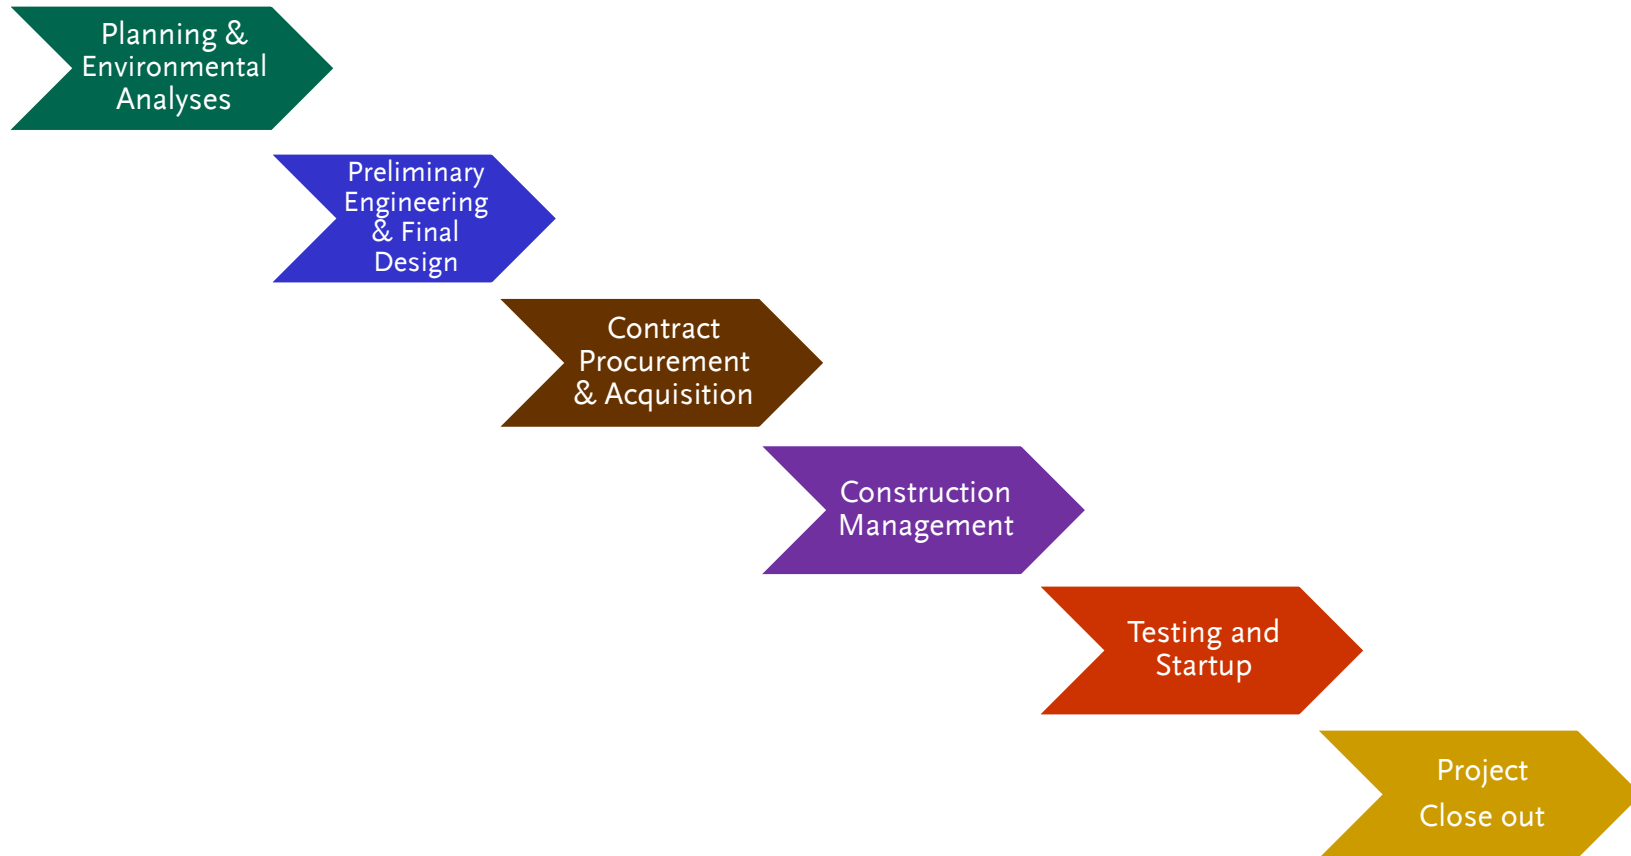 Planning &
Environmental
Analyses
Preliminary
Engineering
& Final
Design
Contract
Procurement
& Acquisition
Construction
Management
Testing and
Startup
Project
Close out